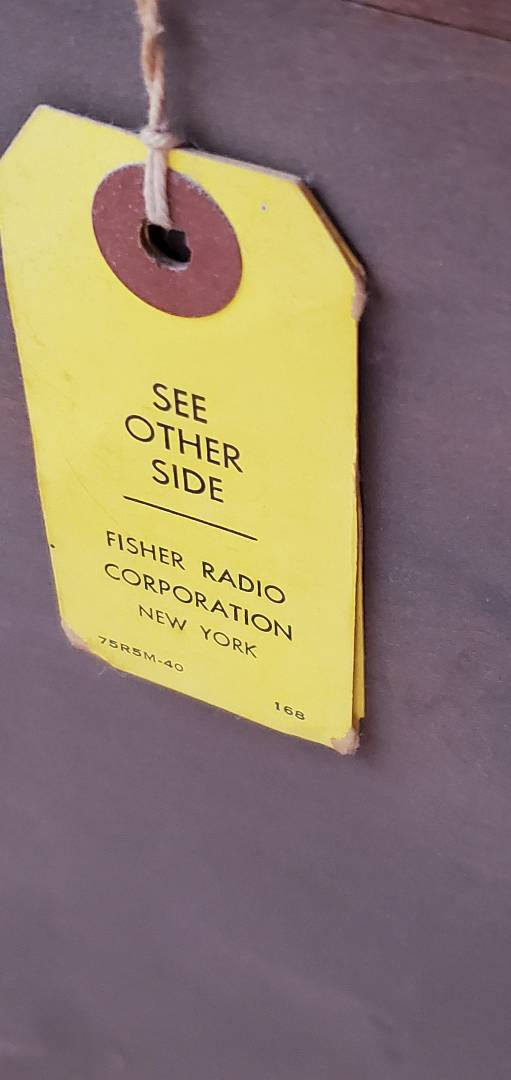 SEE
OTHER
SIDE
FISHER RADIO
CORPORATION
NEW YORK
75R5M-40
168